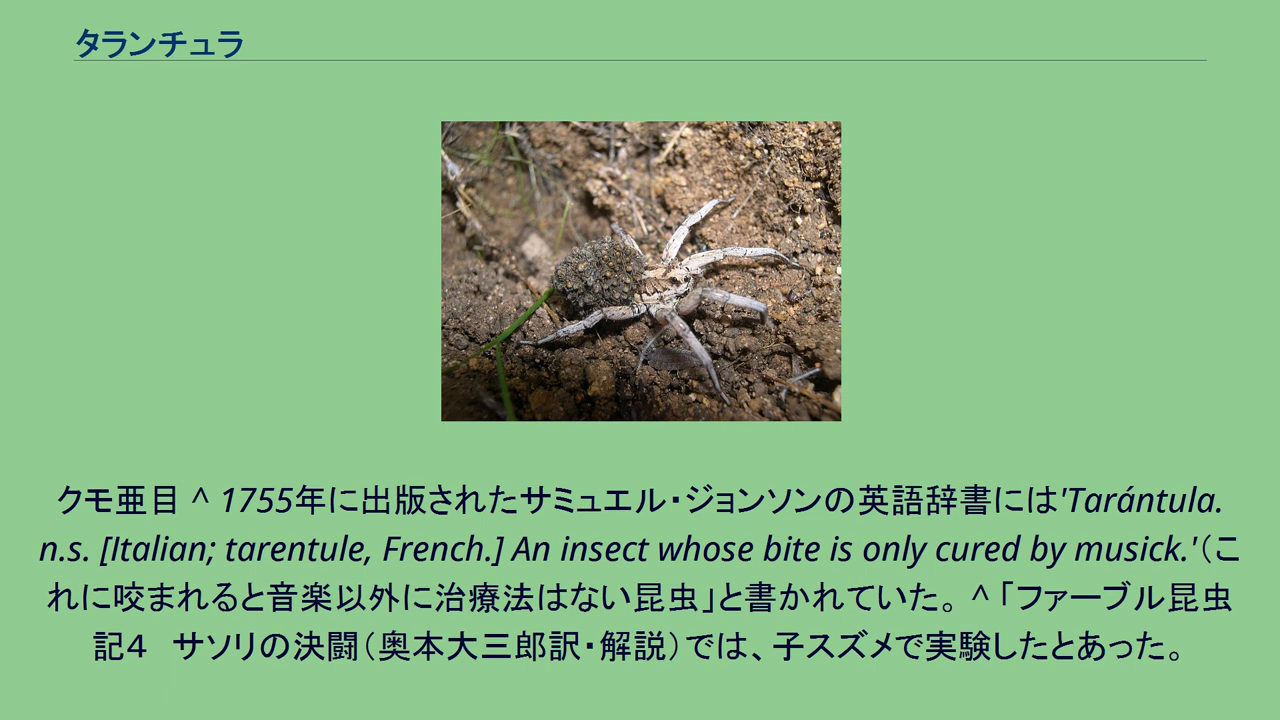 タランチュラ
クモ亜目 ^ 1755年に出版されたサミュエル・ジョンソンの英語辞書には'Tarántula.
n.s. [Italian; tarentule, French.] An insect whose bite is only cured by musick.'（こ
れに咬まれると音楽以外に治療法はない昆虫」と書かれていた。 ^ 「ファーブル昆虫
記４　サソリの決闘（奥本大三郎訳・解説）では、子スズメで実験したとあった。